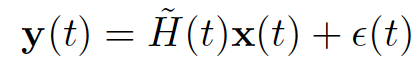 y(t) = H̃(t)x(t) + ϵ(t)